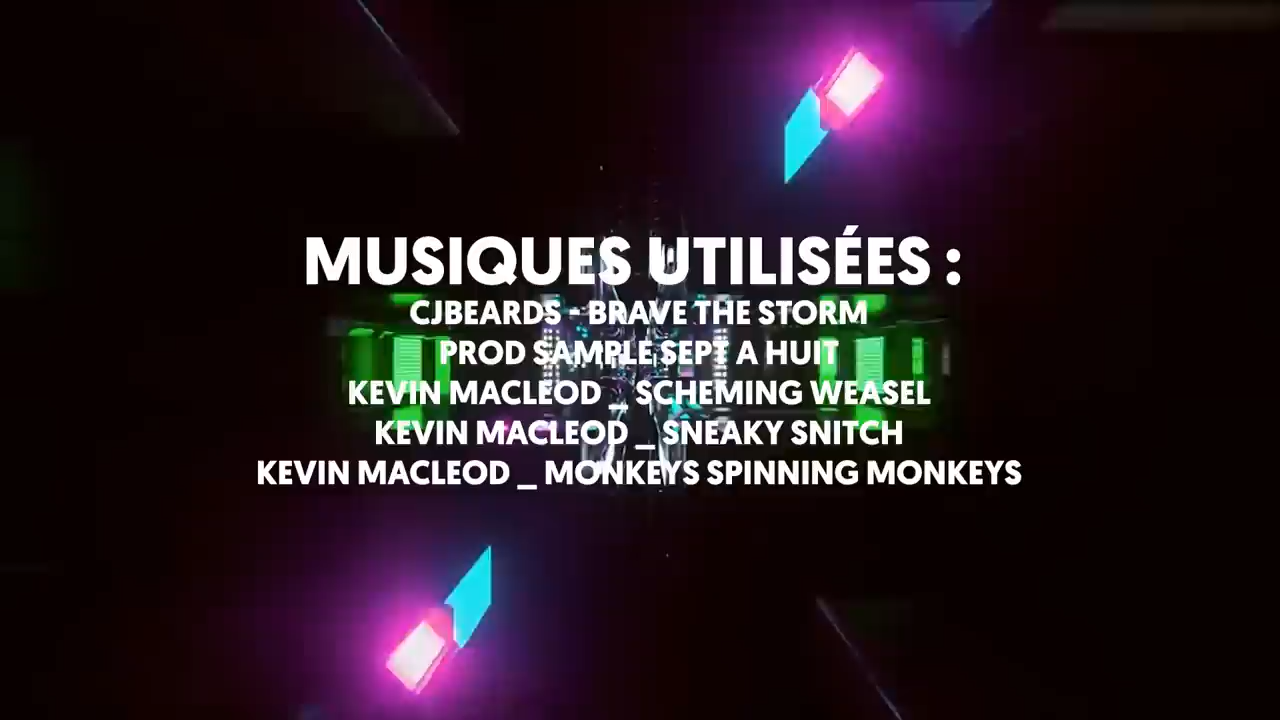 MUSIQUES UTILISÉES :
CJBEARDS - BRAVE THE STORM
PROD SAMPLE SEPT A HUIT
KEVIN MACLEOD _ SCHEMING WEASEL
KEVIN MACLEOD _ SNEAKY SNITCH
KEVIN MACLEOD _ MONKEYS SPINNING MONKEYS